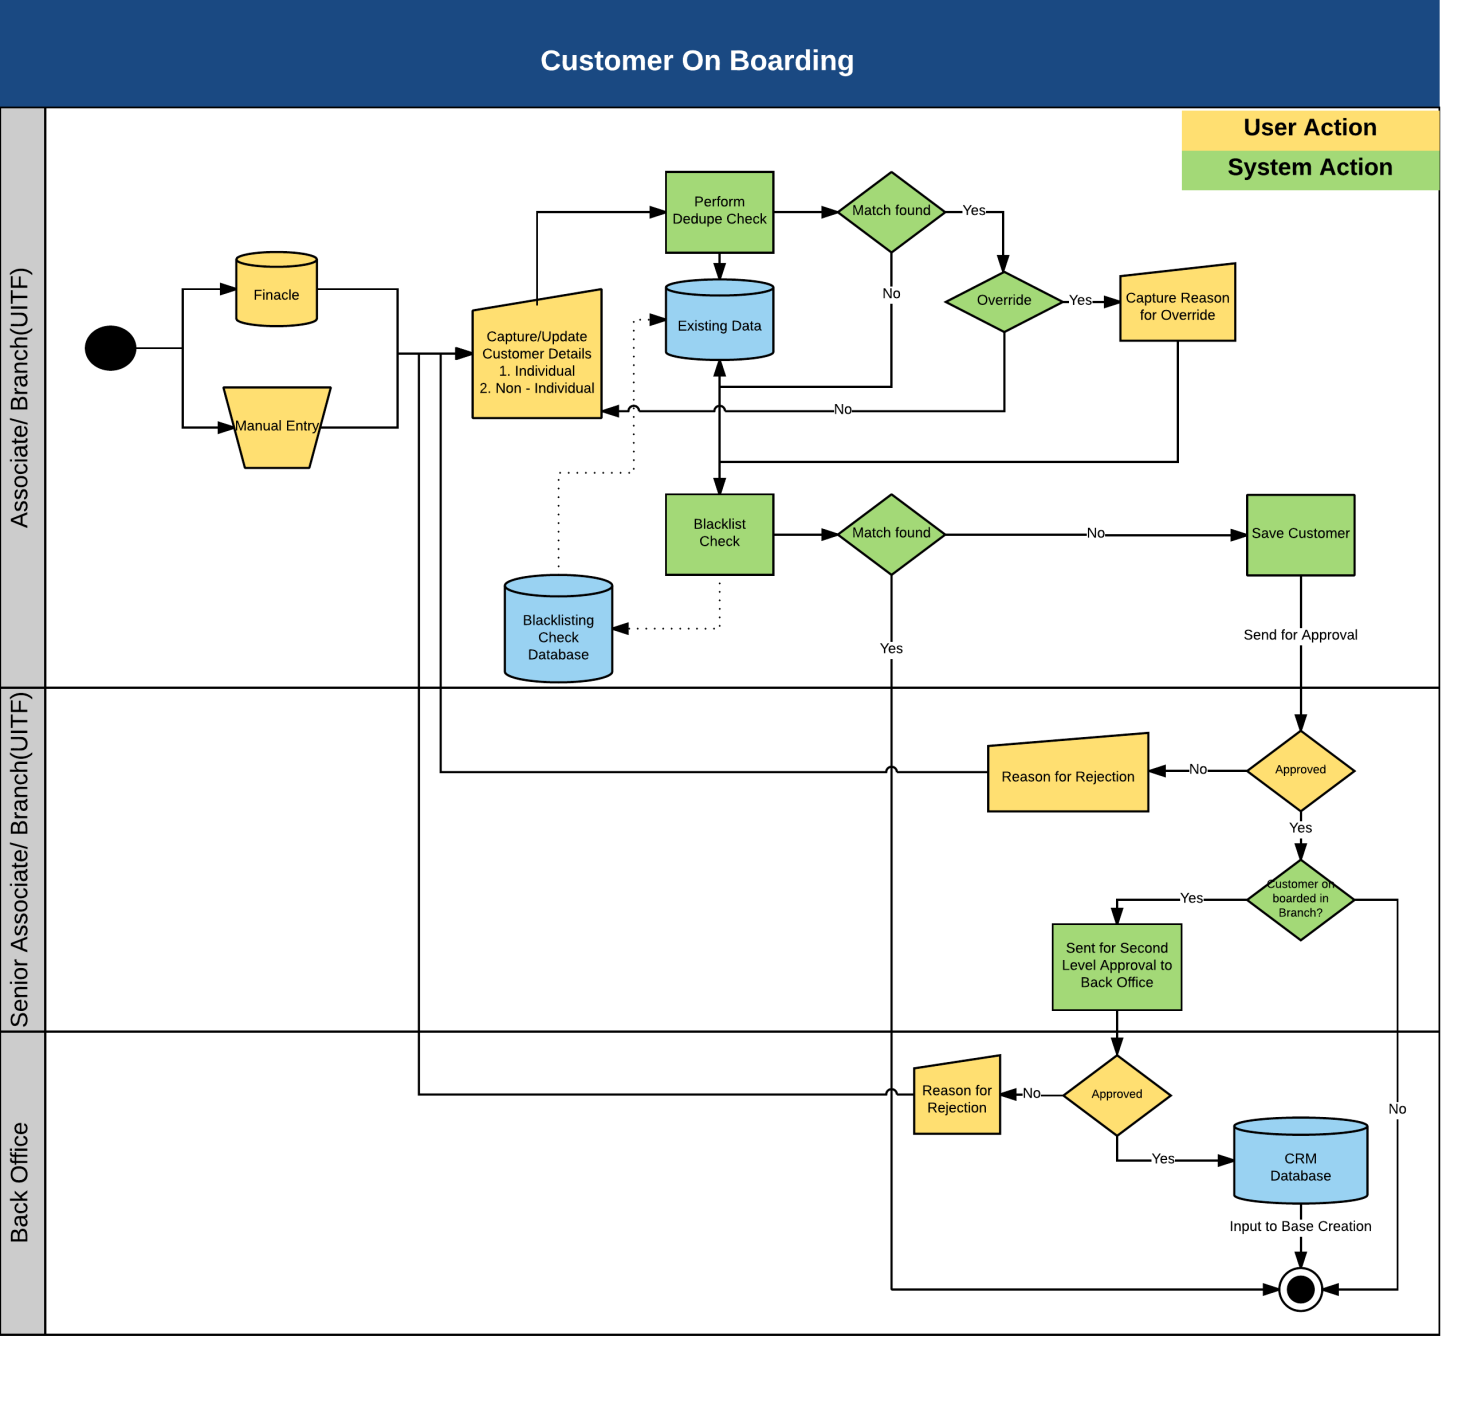 Customer On Boarding
User Action
System Action
Associate/ Branch(UITF)
Perform
Dedupe Check
Match found
Yes
Finacle
No
Override
Yes
Capture Reason
for Override
Existing Data
Capture/Update
Customer Details
1. Individual
2. Non - Individual
No
Manual Entry
Blacklist
Check
Match found
No
Save Customer
Blacklisting
Check
Database
Yes
Send for Approval
Senior Associate/ Branch(UITF)
Reason for Rejection
No
Approved
Yes
Customer on
boarded in
Branch?
Yes
Sent for Second
Level Approval to
Back Office
Back Office
Reason for
Rejection
No
Approved
No
Yes
CRM
Database
Input to Base Creation